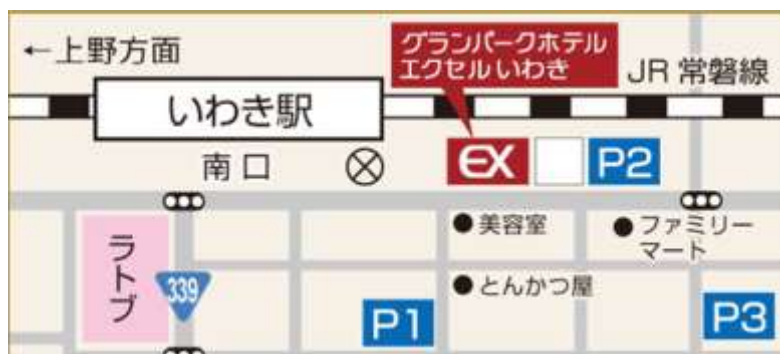 ←上野方面
グランパークホテル
エクセルいわき
JR 常磐線
いわき駅
南口
EX
P2
美容室
ファミリー
マート
ラトブ
339
とんかつ屋
P1
P3